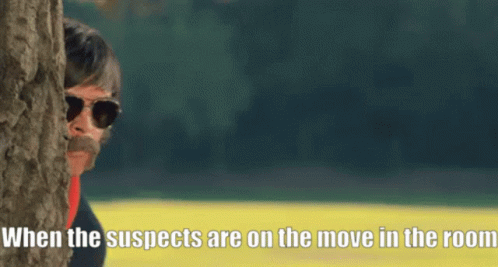 When the suspects are on the move in the room